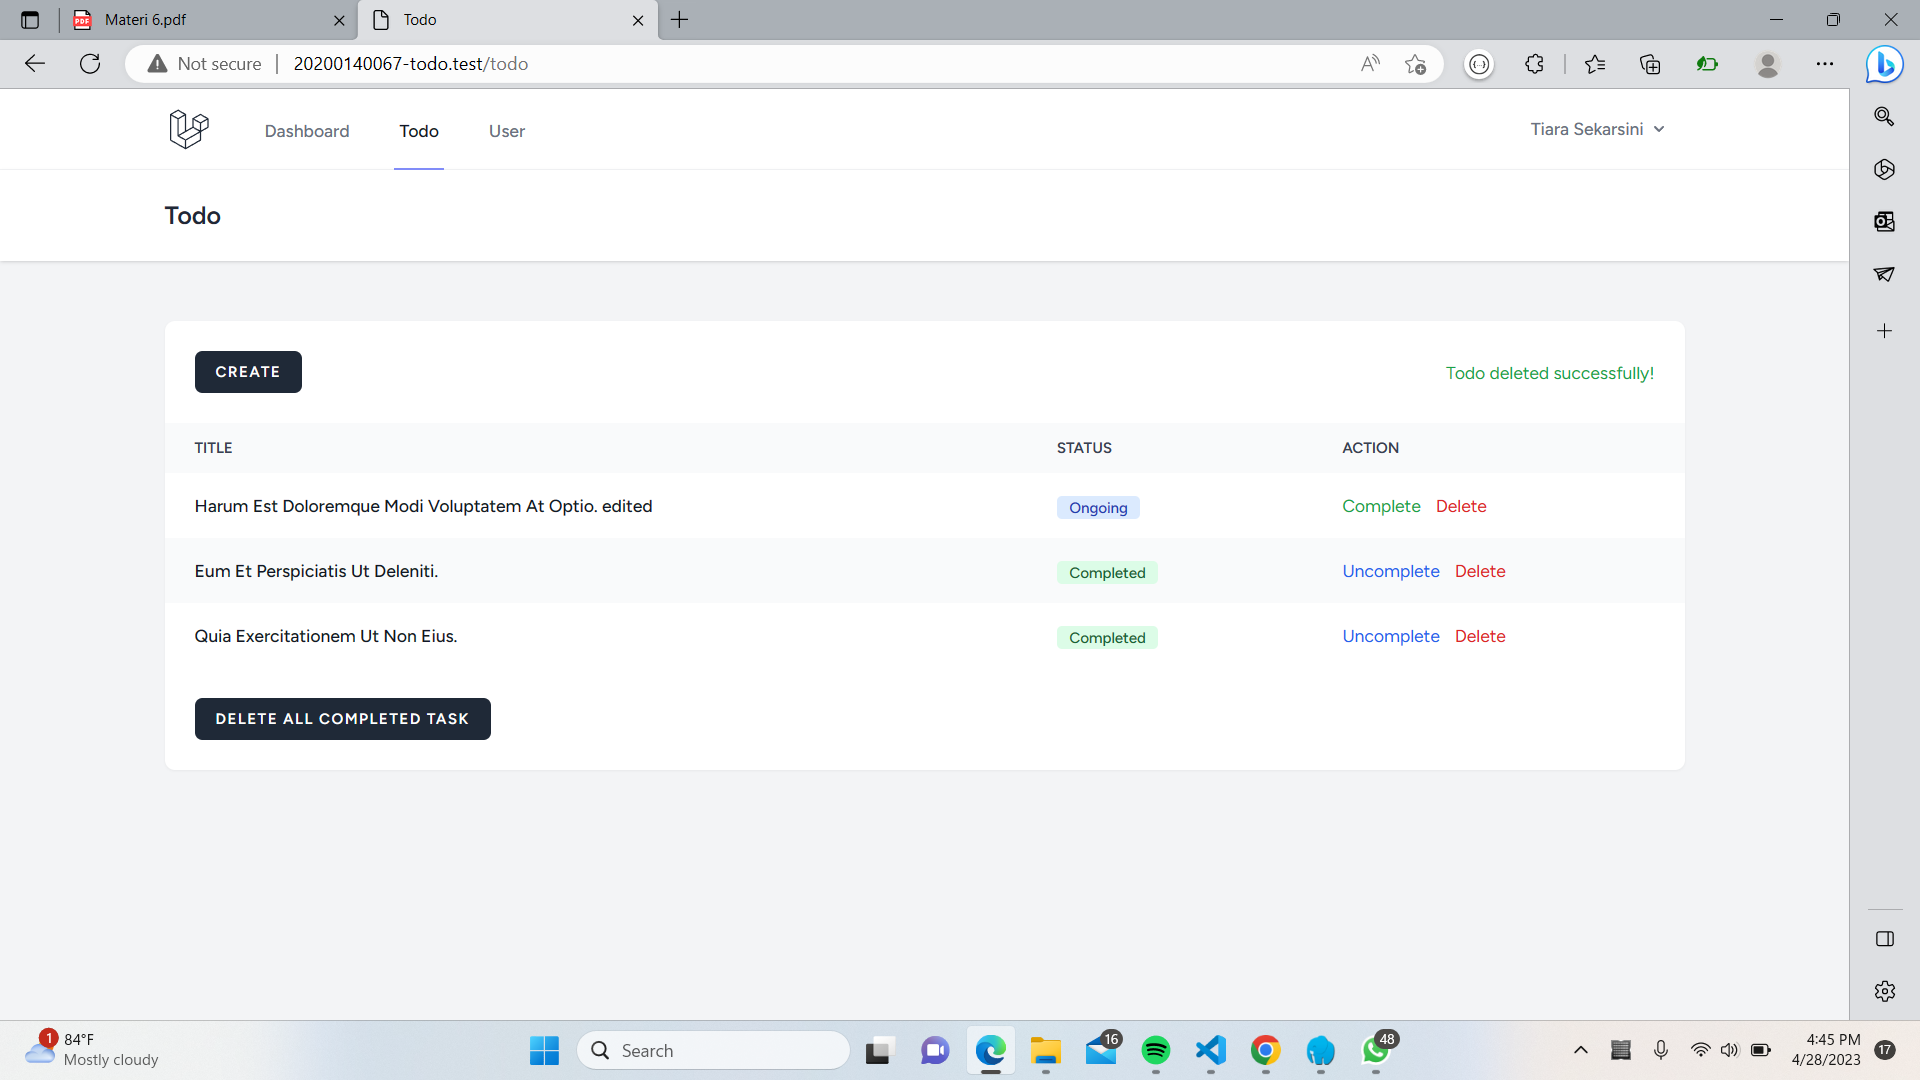 Materi 6.pdf
Todo
Not secure
20200140067-todo.test/todo
Dashboard
Todo
User
Tiara Sekarsini
Todo
CREATE
Todo deleted successfully!
TITLE
STATUS
ACTION
Harum Est Doloremque Modi Voluptatem At Optio. edited
Ongoing
Complete Delete
Eum Et Perspiciatis Ut Deleniti.
Completed
Uncomplete Delete
Quia Exercitationem Ut Non Eius.
Completed
Uncomplete Delete
DELETE ALL COMPLETED TASK
1
84°F
Mostly cloudy
Search
16
48
4:45 PM
4/28/2023
17